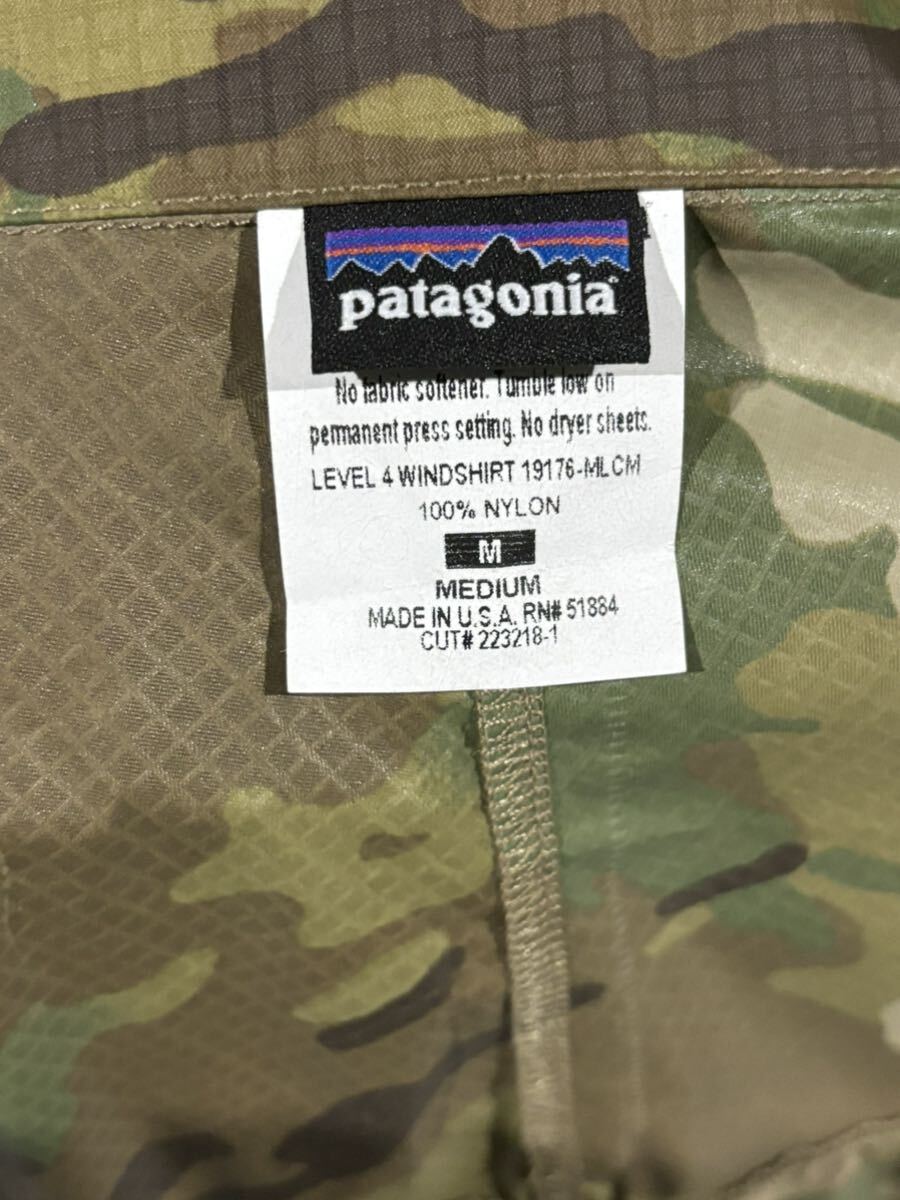 patagonia
No fabric softener. Tumble low on
permanent press setting. No dryer sheets.
LEVEL 4 WINDSHIRT 19176-MLCM
100% NYLON
M
MEDIUM
MADE IN U.S.A. RN# 51884
CUT# 223218-1